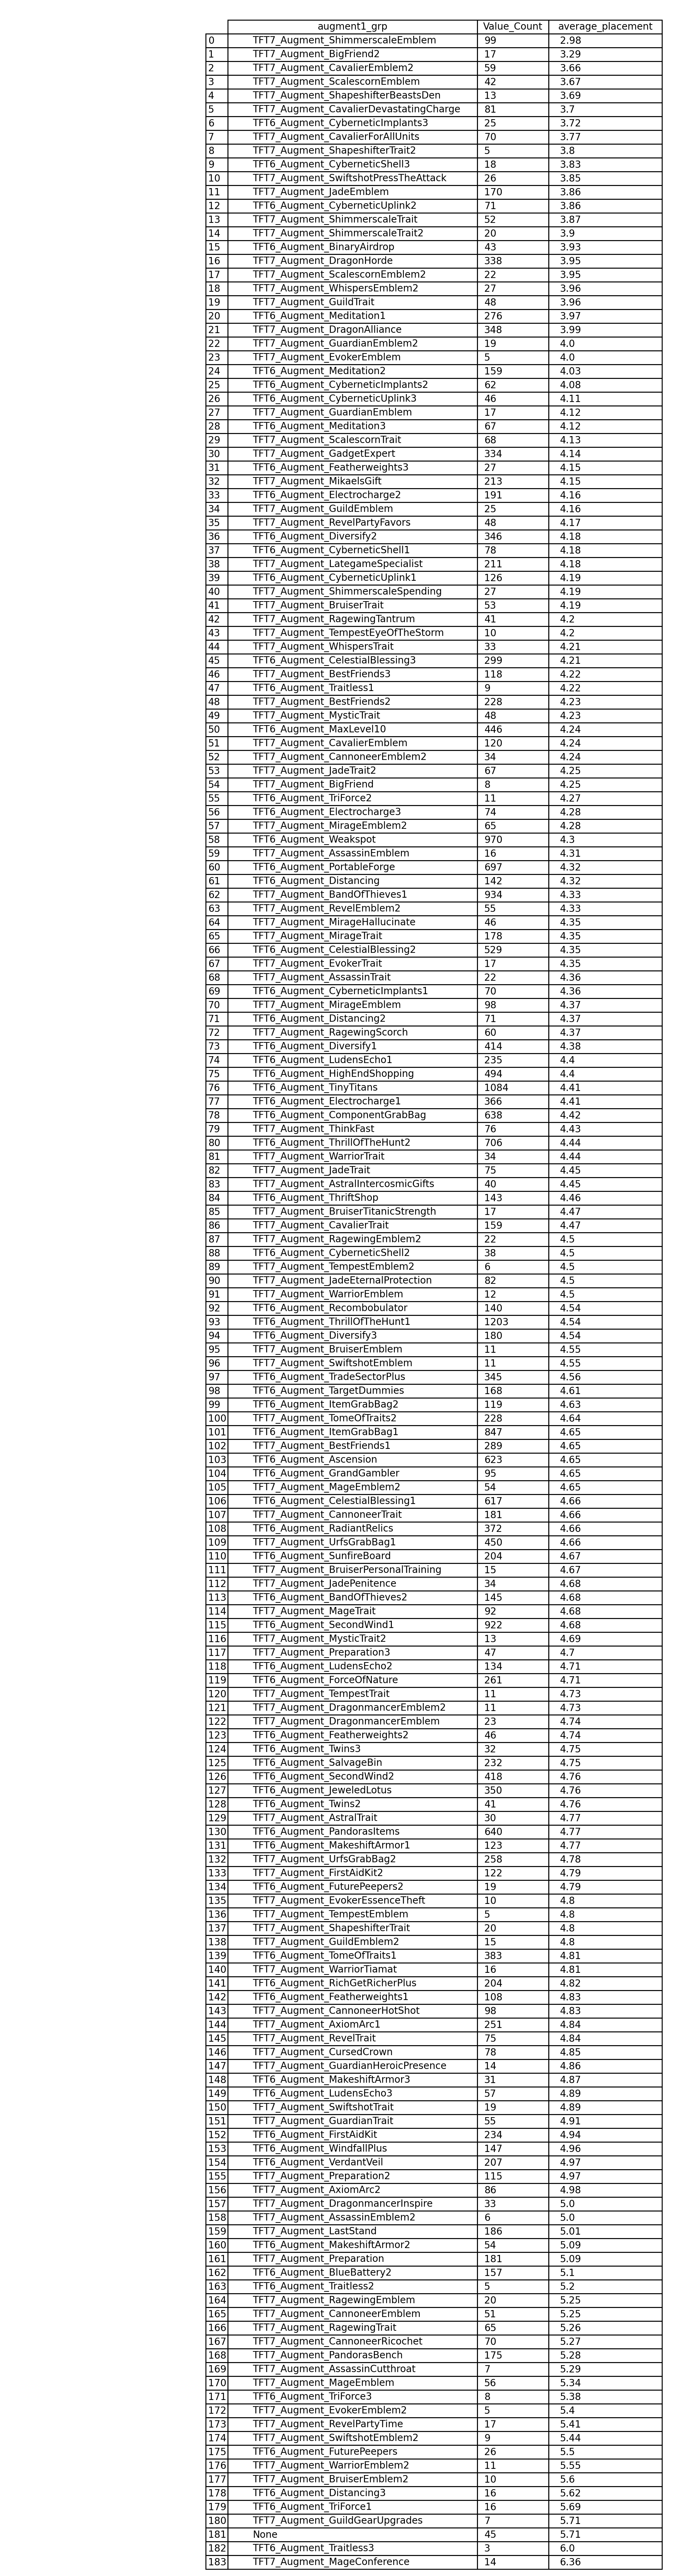 augment1_grp Value_Count average_placement
0 TFT7_Augment_ShimmerscaleEmblem 99 2.98
1 TFT7_Augment_BigFriend2 17 3.29
2 TFT7_Augment_CavalierEmblem2 59 3.66
3 TFT7_Augment_ScalescornEmblem 42 3.67
4 TFT7_Augment_ShapeshifterBeastsDen 13 3.69
5 TFT7_Augment_CavalierDevastatingCharge 81 3.7
6 TFT6_Augment_CyberneticImplants3 25 3.72
7 TFT7_Augment_CavalierForAllUnits 70 3.77
8 TFT7_Augment_ShapeshifterTrait2 5 3.8
9 TFT6_Augment_CyberneticShell3 18 3.83
10 TFT7_Augment_SwiftshotPressTheAttack 26 3.85
11 TFT7_Augment_JadeEmblem 170 3.86
12 TFT6_Augment_CyberneticUplink2 71 3.86
13 TFT7_Augment_ShimmerscaleTrait 52 3.87
14 TFT7_Augment_ShimmerscaleTrait2 20 3.9
15 TFT6_Augment_BinaryAirdrop 43 3.93
16 TFT7_Augment_DragonHorde 338 3.95
17 TFT7_Augment_ScalescornEmblem2 22 3.95
18 TFT7_Augment_WhispersEmblem2 27 3.96
19 TFT7_Augment_GuildTrait 48 3.96
20 TFT6_Augment_Meditation1 276 3.97
21 TFT7_Augment_DragonAlliance 348 3.99
22 TFT7_Augment_GuardianEmblem2 19 4.0
23 TFT7_Augment_EvokerEmblem 5 4.0
24 TFT6_Augment_Meditation2 159 4.03
25 TFT6_Augment_CyberneticImplants2 62 4.08
26 TFT6_Augment_CyberneticUplink3 46 4.11
27 TFT7_Augment_GuardianEmblem 17 4.12
28 TFT6_Augment_Meditation3 67 4.12
29 TFT7_Augment_ScalescornTrait 68 4.13
30 TFT7_Augment_GadgetExpert 334 4.14
31 TFT6_Augment_Featherweights3 27 4.15
32 TFT7_Augment_MikaelsGift 213 4.15
33 TFT6_Augment_Electrocharge2 191 4.16
34 TFT7_Augment_GuildEmblem 25 4.16
35 TFT7_Augment_RevelPartyFavors 48 4.17
36 TFT6_Augment_Diversify2 346 4.18
37 TFT6_Augment_CyberneticShell1 78 4.18
38 TFT7_Augment_LategameSpecialist 211 4.18
39 TFT6_Augment_CyberneticUplink1 126 4.19
40 TFT7_Augment_ShimmerscaleSpending 27 4.19
41 TFT7_Augment_BruiserTrait 53 4.19
42 TFT7_Augment_RagewingTantrum 41 4.2
43 TFT7_Augment_TempestEyeOfTheStorm 10 4.2
44 TFT7_Augment_WhispersTrait 33 4.21
45 TFT6_Augment_CelestialBlessing3 299 4.21
46 TFT7_Augment_BestFriends3 118 4.22
47 TFT6_Augment_Traitless1 9 4.22
48 TFT7_Augment_BestFriends2 228 4.23
49 TFT7_Augment_MysticTrait 48 4.23
50 TFT6_Augment_MaxLevel10 446 4.24
51 TFT7_Augment_CavalierEmblem 120 4.24
52 TFT7_Augment_CannoneerEmblem2 34 4.24
53 TFT7_Augment_JadeTrait2 67 4.25
54 TFT7_Augment_BigFriend 8 4.25
55 TFT6_Augment_TriForce2 11 4.27
56 TFT6_Augment_Electrocharge3 74 4.28
57 TFT7_Augment_MirageEmblem2 65 4.28
58 TFT6_Augment_Weakspot 970 4.3
59 TFT7_Augment_AssassinEmblem 16 4.31
60 TFT6_Augment_PortableForge 697 4.32
61 TFT6_Augment_Distancing 142 4.32
62 TFT7_Augment_BandOfThieves1 934 4.33
63 TFT7_Augment_RevelEmblem2 55 4.33
64 TFT7_Augment_MirageHallucinate 46 4.35
65 TFT7_Augment_MirageTrait 178 4.35
66 TFT6_Augment_CelestialBlessing2 529 4.35
67 TFT7_Augment_EvokerTrait 17 4.35
68 TFT7_Augment_AssassinTrait 22 4.36
69 TFT6_Augment_CyberneticImplants1 70 4.36
70 TFT7_Augment_MirageEmblem 98 4.37
71 TFT6_Augment_Distancing2 71 4.37
72 TFT7_Augment_RagewingScorch 60 4.37
73 TFT6_Augment_Diversify1 414 4.38
74 TFT6_Augment_LudensEcho1 235 4.4
75 TFT6_Augment_HighEndShopping 494 4.4
76 TFT6_Augment_TinyTitans 1084 4.41
77 TFT6_Augment_Electrocharge1 366 4.41
78 TFT6_Augment_ComponentGrabBag 638 4.42
79 TFT7_Augment_ThinkFast 76 4.43
80 TFT6_Augment_ThrillOfTheHunt2 706 4.44
81 TFT7_Augment_WarriorTrait 34 4.44
82 TFT7_Augment_JadeTrait 75 4.45
83 TFT7_Augment_AstralIntercosmicGifts 40 4.45
84 TFT6_Augment_ThriftShop 143 4.46
85 TFT7_Augment_BruiserTitanicStrength 17 4.47
86 TFT7_Augment_CavalierTrait 159 4.47
87 TFT7_Augment_RagewingEmblem2 22 4.5
88 TFT6_Augment_CyberneticShell2 38 4.5
89 TFT7_Augment_TempestEmblem2 6 4.5
90 TFT7_Augment_JadeEternalProtection 82 4.5
91 TFT7_Augment_WarriorEmblem 12 4.5
92 TFT6_Augment_Recombobulator 140 4.54
93 TFT6_Augment_ThrillOfTheHunt1 1203 4.54
94 TFT6_Augment_Diversify3 180 4.54
95 TFT7_Augment_BruiserEmblem 11 4.55
96 TFT7_Augment_SwiftshotEmblem 11 4.55
97 TFT6_Augment_TradeSectorPlus 345 4.56
98 TFT6_Augment_TargetDummies 168 4.61
99 TFT6_Augment_ItemGrabBag2 119 4.63
100 TFT7_Augment_TomeOfTraits2 228 4.64
101 TFT6_Augment_ItemGrabBag1 847 4.65
102 TFT7_Augment_BestFriends1 289 4.65
103 TFT6_Augment_Ascension 623 4.65
104 TFT6_Augment_GrandGambler 95 4.65
105 TFT7_Augment_MageEmblem2 54 4.65
106 TFT6_Augment_CelestialBlessing1 617 4.66
107 TFT7_Augment_CannoneerTrait 181 4.66
108 TFT6_Augment_RadiantRelics 372 4.66
109 TFT7_Augment_UrfsGrabBag1 450 4.66
110 TFT6_Augment_SunfireBoard 204 4.67
111 TFT7_Augment_BruiserPersonalTraining 15 4.67
112 TFT7_Augment_JadePenitence 34 4.68
113 TFT6_Augment_BandOfThieves2 145 4.68
114 TFT7_Augment_MageTrait 92 4.68
115 TFT6_Augment_SecondWind1 922 4.68
116 TFT7_Augment_MysticTrait2 13 4.69
117 TFT7_Augment_Preparation3 47 4.7
118 TFT6_Augment_LudensEcho2 134 4.71
119 TFT6_Augment_ForceOfNature 261 4.71
120 TFT7_Augment_TempestTrait 11 4.73
121 TFT7_Augment_DragonmancerEmblem2 11 4.73
122 TFT7_Augment_DragonmancerEmblem 23 4.74
123 TFT6_Augment_Featherweights2 46 4.74
124 TFT6_Augment_Twins3 32 4.75
125 TFT6_Augment_SalvageBin 232 4.75
126 TFT6_Augment_SecondWind2 418 4.76
127 TFT6_Augment_JeweledLotus 350 4.76
128 TFT6_Augment_Twins2 41 4.76
129 TFT7_Augment_AstralTrait 30 4.77
130 TFT6_Augment_PandorasItems 640 4.77
131 TFT6_Augment_MakeshiftArmor1 123 4.77
132 TFT7_Augment_UrfsGrabBag2 258 4.78
133 TFT7_Augment_FirstAidKit2 122 4.79
134 TFT6_Augment_FuturePeepers2 19 4.79
135 TFT7_Augment_EvokerEssenceTheft 10 4.8
136 TFT7_Augment_TempestEmblem 5 4.8
137 TFT7_Augment_ShapeshifterTrait 20 4.8
138 TFT7_Augment_GuildEmblem2 15 4.8
139 TFT6_Augment_TomeOfTraits1 383 4.81
140 TFT7_Augment_WarriorTiamat 16 4.81
141 TFT6_Augment_RichGetRicherPlus 204 4.82
142 TFT6_Augment_Featherweights1 108 4.83
143 TFT7_Augment_CannoneerHotShot 98 4.83
144 TFT7_Augment_AxiomArc1 251 4.84
145 TFT7_Augment_RevelTrait 75 4.84
146 TFT7_Augment_CursedCrown 78 4.85
147 TFT7_Augment_GuardianHeroicPresence 14 4.86
148 TFT6_Augment_MakeshiftArmor3 31 4.87
149 TFT6_Augment_LudensEcho3 57 4.89
150 TFT7_Augment_SwiftshotTrait 19 4.89
151 TFT7_Augment_GuardianTrait 55 4.91
152 TFT6_Augment_FirstAidKit 234 4.94
153 TFT6_Augment_WindfallPlus 147 4.96
154 TFT6_Augment_VerdantVeil 207 4.97
155 TFT7_Augment_Preparation2 115 4.97
156 TFT7_Augment_AxiomArc2 86 4.98
157 TFT7_Augment_DragonmancerInspire 33 5.0
158 TFT7_Augment_AssassinEmblem2 6 5.0
159 TFT7_Augment_LastStand 186 5.01
160 TFT6_Augment_MakeshiftArmor2 54 5.09
161 TFT7_Augment_Preparation 181 5.09
162 TFT6_Augment_BlueBattery2 157 5.1
163 TFT6_Augment_Traitless2 5 5.2
164 TFT7_Augment_RagewingEmblem 20 5.25
165 TFT7_Augment_CannoneerEmblem 51 5.25
166 TFT7_Augment_RagewingTrait 65 5.26
167 TFT7_Augment_CannoneerRicochet 70 5.27
168 TFT7_Augment_PandorasBench 175 5.28
169 TFT7_Augment_AssassinCutthroat 7 5.29
170 TFT7_Augment_MageEmblem 56 5.34
171 TFT6_Augment_TriForce3 8 5.38
172 TFT7_Augment_EvokerEmblem2 5 5.4
173 TFT7_Augment_RevelPartyTime 17 5.41
174 TFT7_Augment_SwiftshotEmblem2 9 5.44
175 TFT6_Augment_FuturePeepers 26 5.5
176 TFT7_Augment_WarriorEmblem2 11 5.55
177 TFT7_Augment_BruiserEmblem2 10 5.6
178 TFT6_Augment_Distancing3 16 5.62
179 TFT6_Augment_TriForce1 16 5.69
180 TFT7_Augment_GuildGearUpgrades 7 5.71
181 None 45 5.71
182 TFT6_Augment_Traitless3 3 6.0
183 TFT7_Augment_MageConference 14 6.36